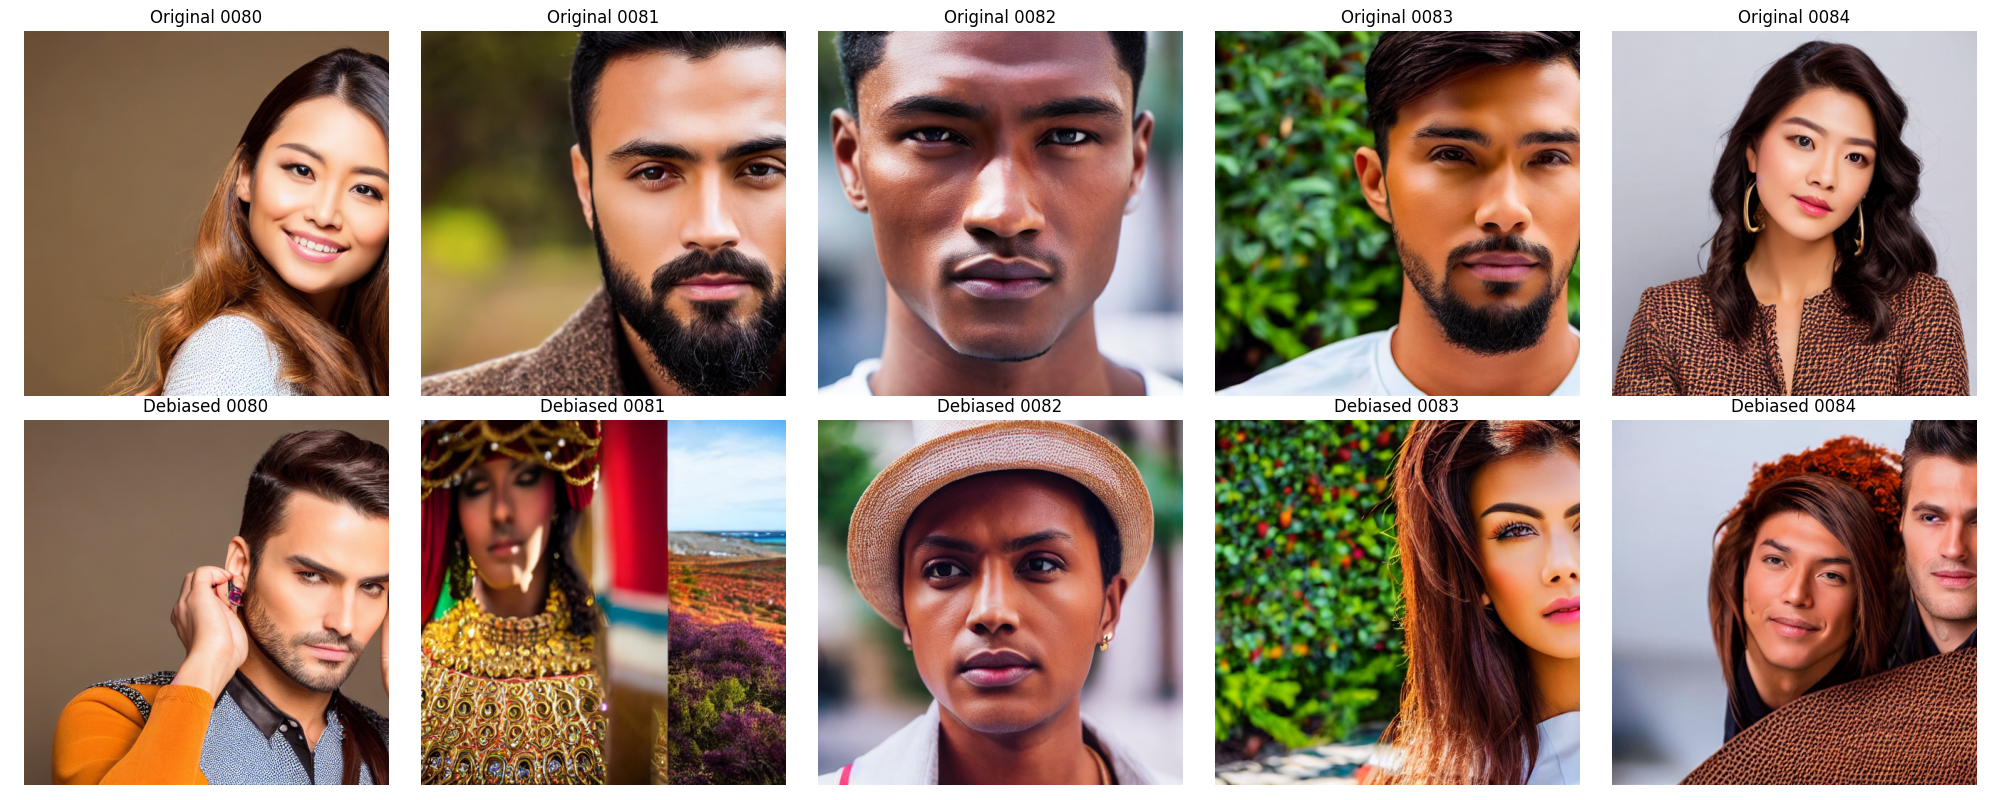 Original 0080
Original 0081
Original 0082
Original 0083
Original 0084
Debiased 0080
Debiased 0081
Debiased 0082
Debiased 0083
Debiased 0084